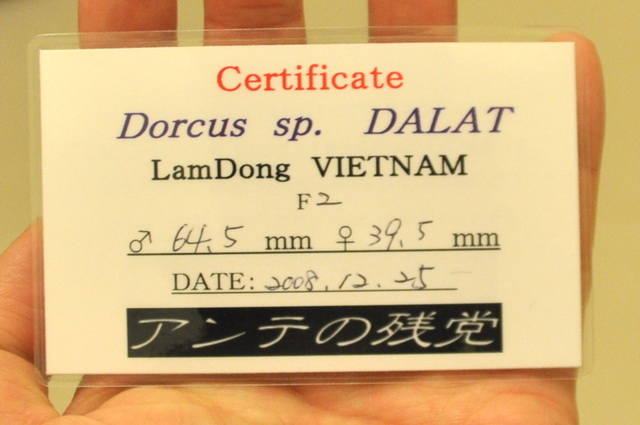 Certificate
Dorcus sp. DALAT
LamDong VIETNAM
F2
♂ 64.5 mm ♀ 39.5 mm
DATE: 2008.12.25
アンテの残党